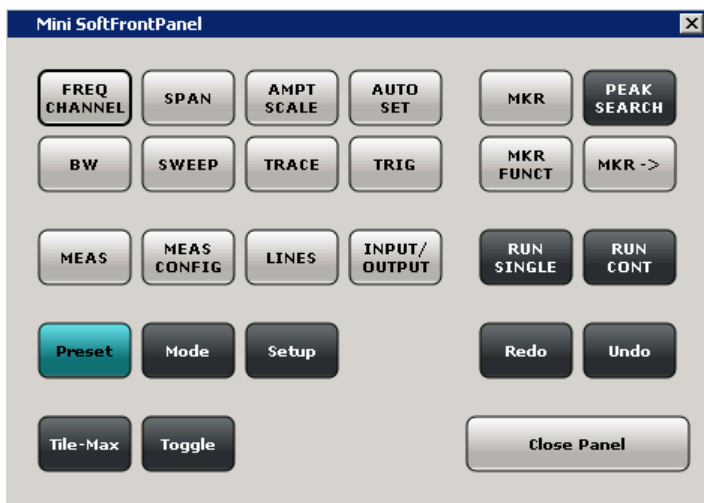 Mini SoftFrontPanel
FREQ
CHANNEL
SPAN
AMPT
SCALE
AUTO
SET
MKR
PEAK
SEARCH
BW
SWEEP
TRACE
TRIG
MKR
FUNCT
MKR ->
MEAS
MEAS
CONFIG
LINES
INPUT/
OUTPUT
RUN
SINGLE
RUN
CONT
Preset
Mode
Setup
Redo
Undo
Tile-Max
Toggle
Close Panel